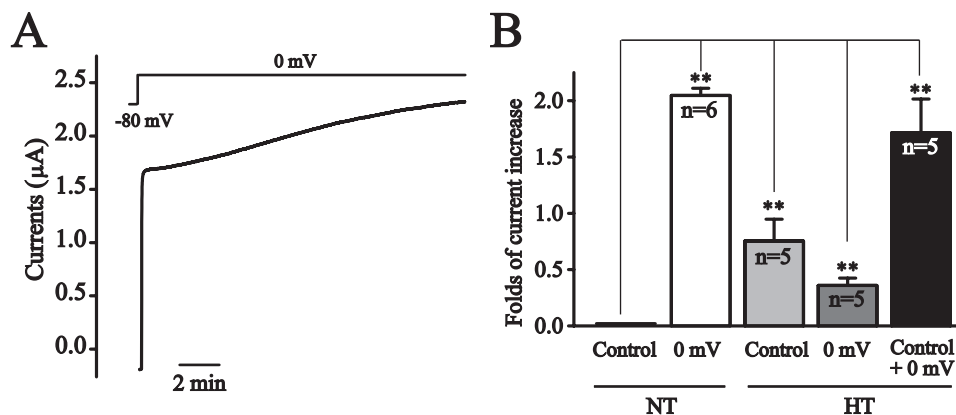 A
0 mV
-80 mV
2.5
2.0
1.5
1.0
0.5
0.0
Currents (μA)
2 min
B
Folds of current increase
2.0
1.5
1.0
0.5
0.0
**
n=6
**
n=5
**
n=5
**
n=5
Control
0 mV
Control
0 mV
Control
+ 0 mV
NT
HT